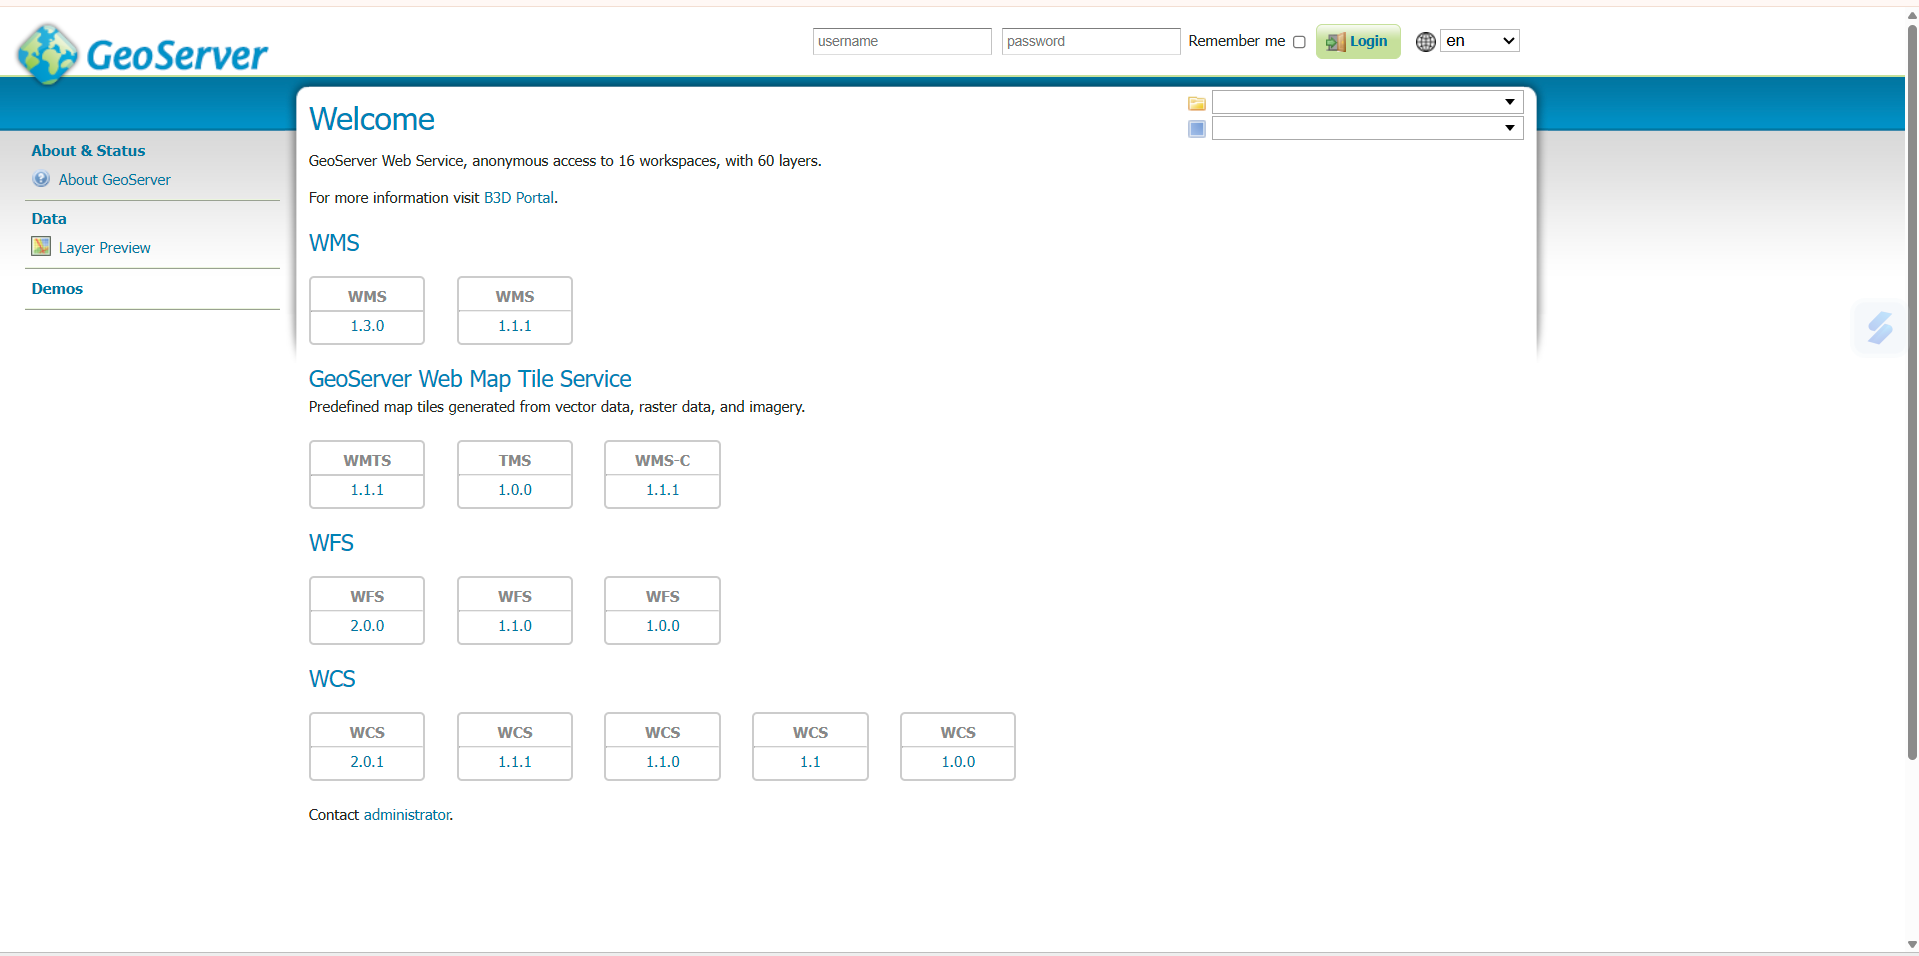 GeoServer
username
password
Remember me
Login
en
Welcome
About & Status
About GeoServer
Data
Layer Preview
Demos
GeoServer Web Service, anonymous access to 16 workspaces, with 60 layers.
For more information visit B3D Portal.
WMS
WMS WMS
1.3.0 1.1.1
GeoServer Web Map Tile Service
Predefined map tiles generated from vector data, raster data, and imagery.
WMTS TMS WMS-C
1.1.1 1.0.0 1.1.1
WFS
WFS WFS WFS
2.0.0 1.1.0 1.0.0
WCS
WCS WCS WCS WCS WCS
2.0.1 1.1.1 1.1.0 1.1 1.0.0
Contact administrator.